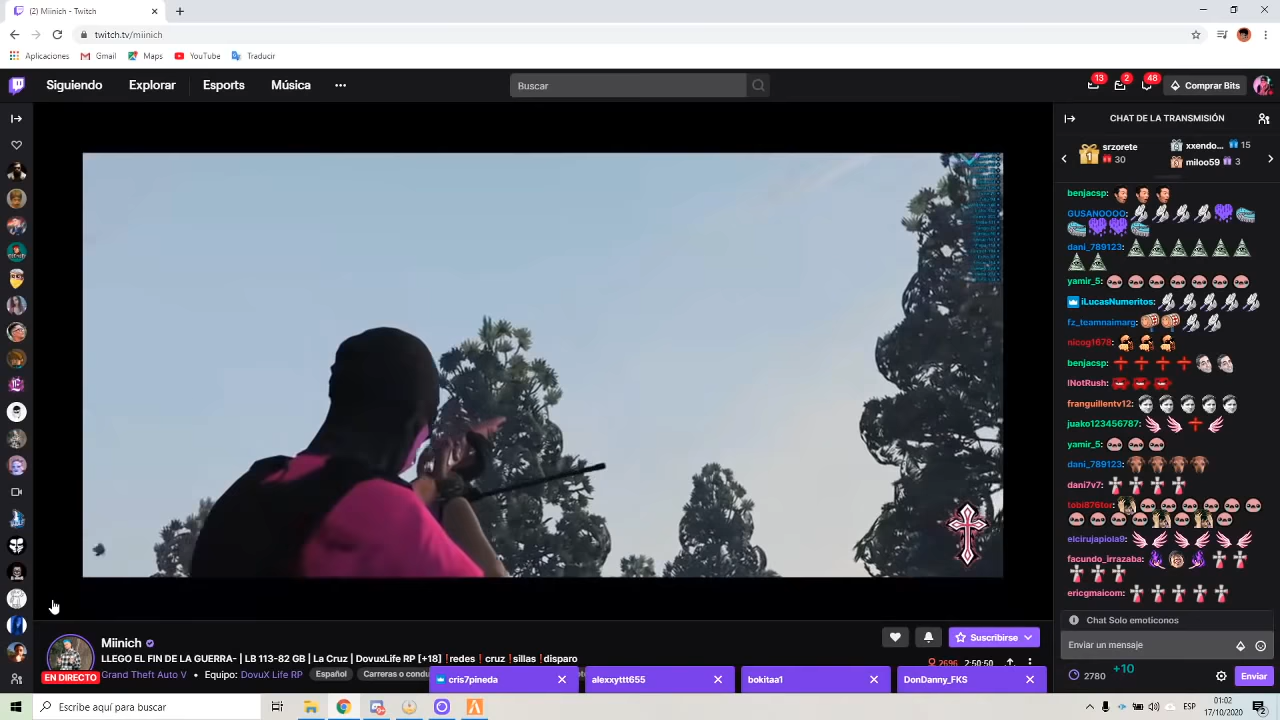 (2) Miinich - Twitch
twitch.tv/miinich
Aplicaciones Gmail Maps YouTube Traducir
Siguiendo Explorar Esports Música ••• Buscar 13 2 48 Comprar Bits
CHAT DE LA TRANSMISIÓN
srzorete 30
xxendo... 15
miloo59 3
benjacsp:
GUSANOOOO:
dani_789123:
yamir_5:
iLucasNumeritos:
fz_teamnaimarg:
nicog1678:
benjacsp:
INotRush:
franguillentv12:
juako123456787:
yamir_5:
dani_789123:
dani7v7:
tobi876tor:
elcirujapiola9:
facundo_irrazaba:
ericgmaicom:
Chat Solo emoticonos
Enviar un mensaje
2780 +10 Enviar
Miinich Suscribirse
LLEGO EL FIN DE LA GUERRA- | LB 113-82 GB | La Cruz | DovuxLife RP [+18] ❗redes❗cruz❗sillas❗disparo
2696 2:50:50
EN DIRECTO Grand Theft Auto V • Equipo: DovuX Life RP Español Carreras o condu
cris7pineda alexxyttt655 bokitaa1 DonDanny_FKS
Escribe aquí para buscar
ESP 01:02
17/10/2020 2